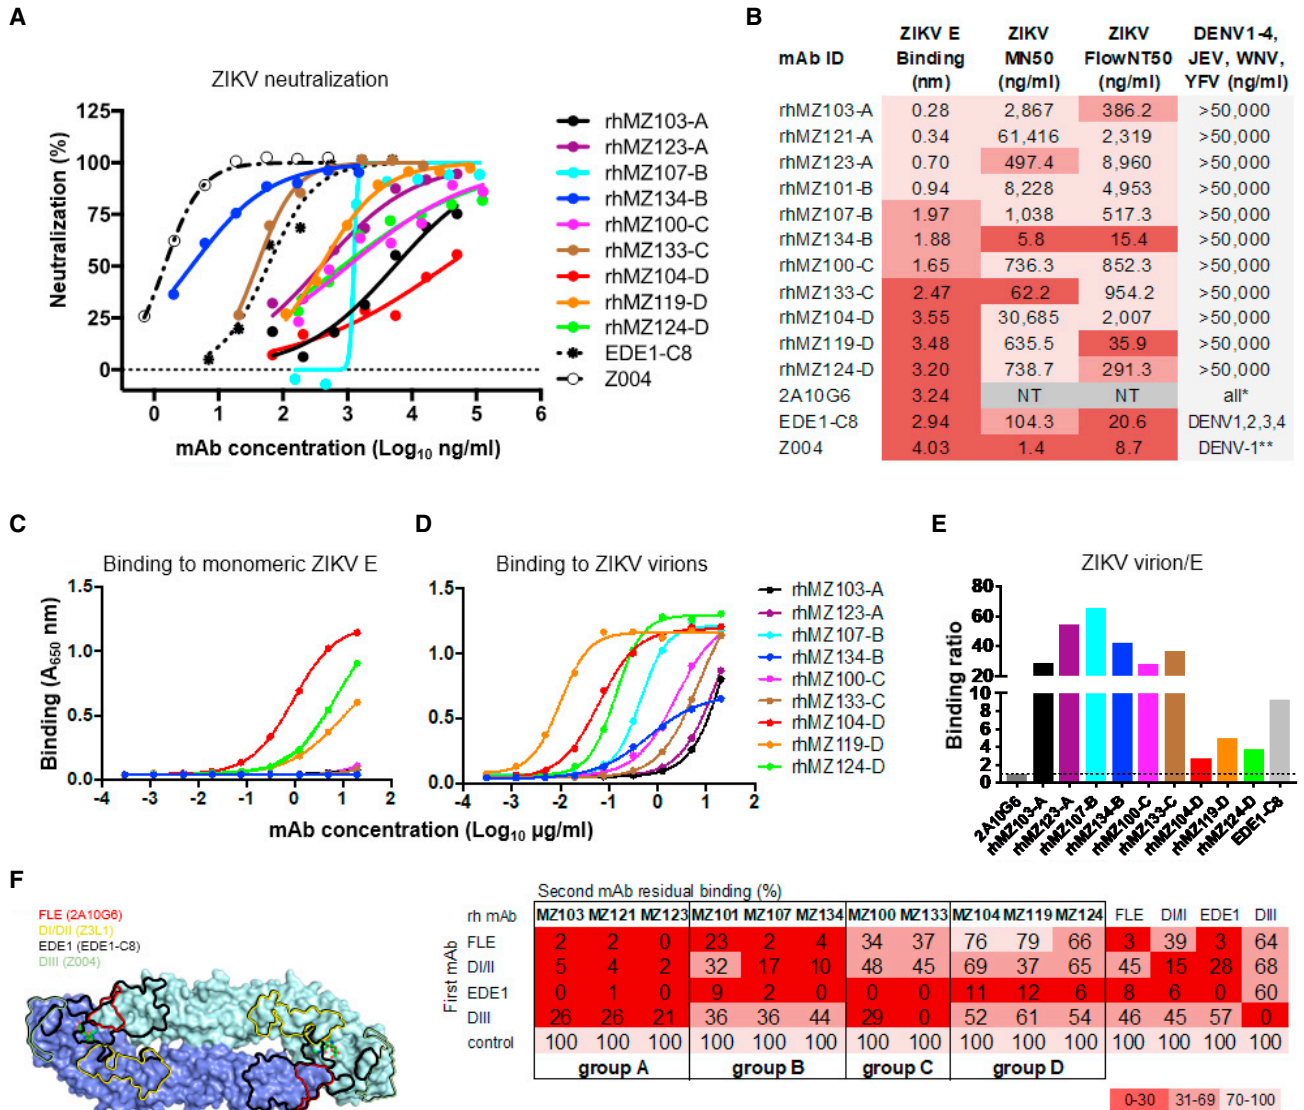 A
ZIKV neutralization
Neutralization (%)
125
100
75
50
25
0
0 1 2 3 4 5 6
mAb concentration (Log10 ng/ml)
rhMZ103-A
rhMZ123-A
rhMZ107-B
rhMZ134-B
rhMZ100-C
rhMZ133-C
rhMZ104-D
rhMZ119-D
rhMZ124-D
EDE1-C8
Z004
B
mAb ID ZIKV E Binding (nm) ZIKV MN50 (ng/ml) ZIKV FlowNT50 (ng/ml) DENV1-4, JEV, WNV, YFV (ng/ml)
rhMZ103-A 0.28 2,867 386.2 >50,000
rhMZ121-A 0.34 61,416 2,319 >50,000
rhMZ123-A 0.70 497.4 8,960 >50,000
rhMZ101-B 0.94 8,228 4,953 >50,000
rhMZ107-B 1.97 1,038 517.3 >50,000
rhMZ134-B 1.88 5.8 15.4 >50,000
rhMZ100-C 1.65 736.3 852.3 >50,000
rhMZ133-C 2.47 62.2 954.2 >50,000
rhMZ104-D 3.55 30,685 2,007 >50,000
rhMZ119-D 3.48 635.5 35.9 >50,000
rhMZ124-D 3.20 738.7 291.3 >50,000
2A10G6 3.24 NT NT all*
EDE1-C8 2.94 104.3 20.6 DENV1,2,3,4
Z004 4.03 1.4 8.7 DENV-1**
C
Binding to monomeric ZIKV E
Binding (A650 nm)
1.5
1.0
0.5
0.0
-4 -3 -2 -1 0 1 2
D
Binding to ZIKV virions
1.5
1.0
0.5
0.0
-4 -3 -2 -1 0 1 2
mAb concentration (Log10 µg/ml)
rhMZ103-A
rhMZ123-A
rhMZ107-B
rhMZ134-B
rhMZ100-C
rhMZ133-C
rhMZ104-D
rhMZ119-D
rhMZ124-D
E
ZIKV virion/E
Binding ratio
80
60
40
20
10
8
6
4
2
0
2A10G6 rhMZ103-A rhMZ123-A rhMZ107-B rhMZ134-B rhMZ100-C rhMZ133-C rhMZ104-D rhMZ119-D rhMZ124-D EDE1-C8
F
FLE (2A10G6)
DI/DII (Z3L1)
EDE1 (EDE1-C8)
DIII (Z004)
Second mAb residual binding (%)
First mAb
rh mAb MZ103 MZ121 MZ123 MZ101 MZ107 MZ134 MZ100 MZ133 MZ104 MZ119 MZ124 FLE DI/II EDE1 DIII
FLE 2 2 0 23 2 4 34 37 76 79 66 3 39 3 64
DI/II 5 4 2 32 17 10 48 45 69 37 65 45 15 28 68
EDE1 0 1 0 9 2 0 0 0 11 12 6 8 6 0 60
DIII 26 26 21 36 36 44 29 0 52 61 54 46 45 57 0
control 100 100 100 100 100 100 100 100 100 100 100 100 100 100 100
group A group B group C group D
0-30 31-69 70-100